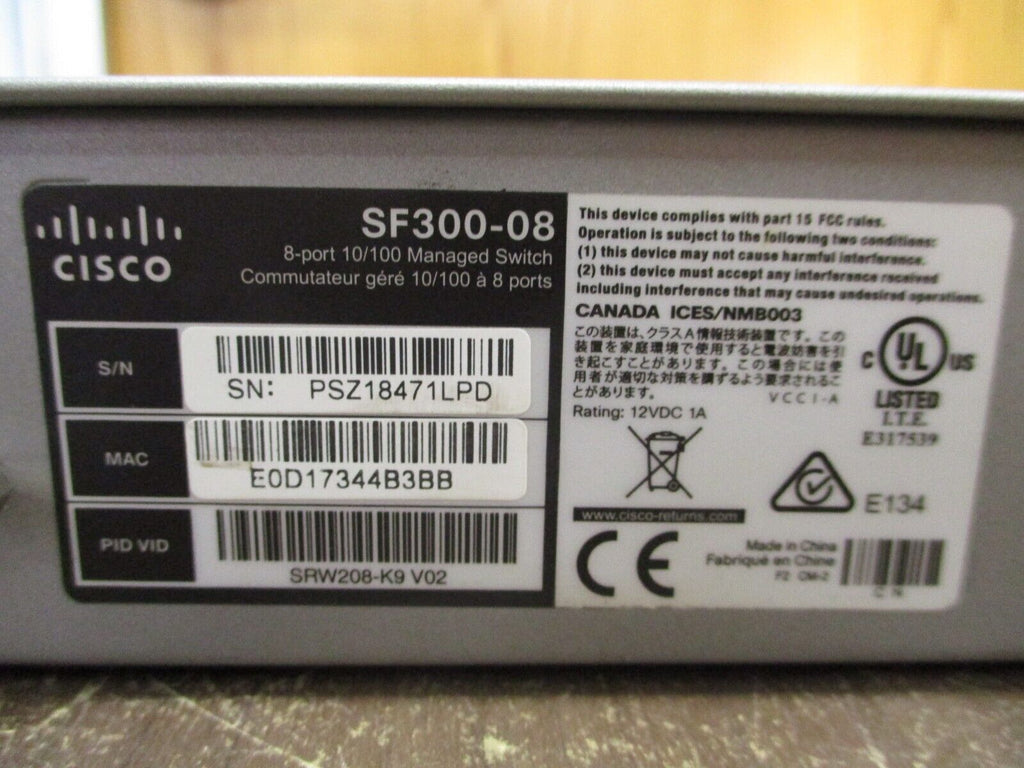 CISCO
SF300-08
8-port 10/100 Managed Switch
Commutateur géré 10/100 à 8 ports
S/N
SN: PSZ18471LPD
MAC
E0D17344B3BB
PID VID
SRW208-K9 V02
This device complies with part 15 FCC rules.
Operation is subject to the following two conditions:
(1) this device may not cause harmful interference.
(2) this device must accept any interference received
including interference that may cause undesired operations.
CANADA ICES/NMB003
この装置は、クラスA情報技術装置です。この
装置を家庭環境で使用すると電波妨害を引
き起こすことがあります。この場合には使
用者が適切な対策を講ずるよう要求されるこ
とがあります。
VCCI-A
Rating: 12VDC 1A
C UL US
LISTED
I.T.E.
E317539
E134
www.cisco-returns.com
CE
Made in China
Fabriqué en Chine
F2 CM-2
CN